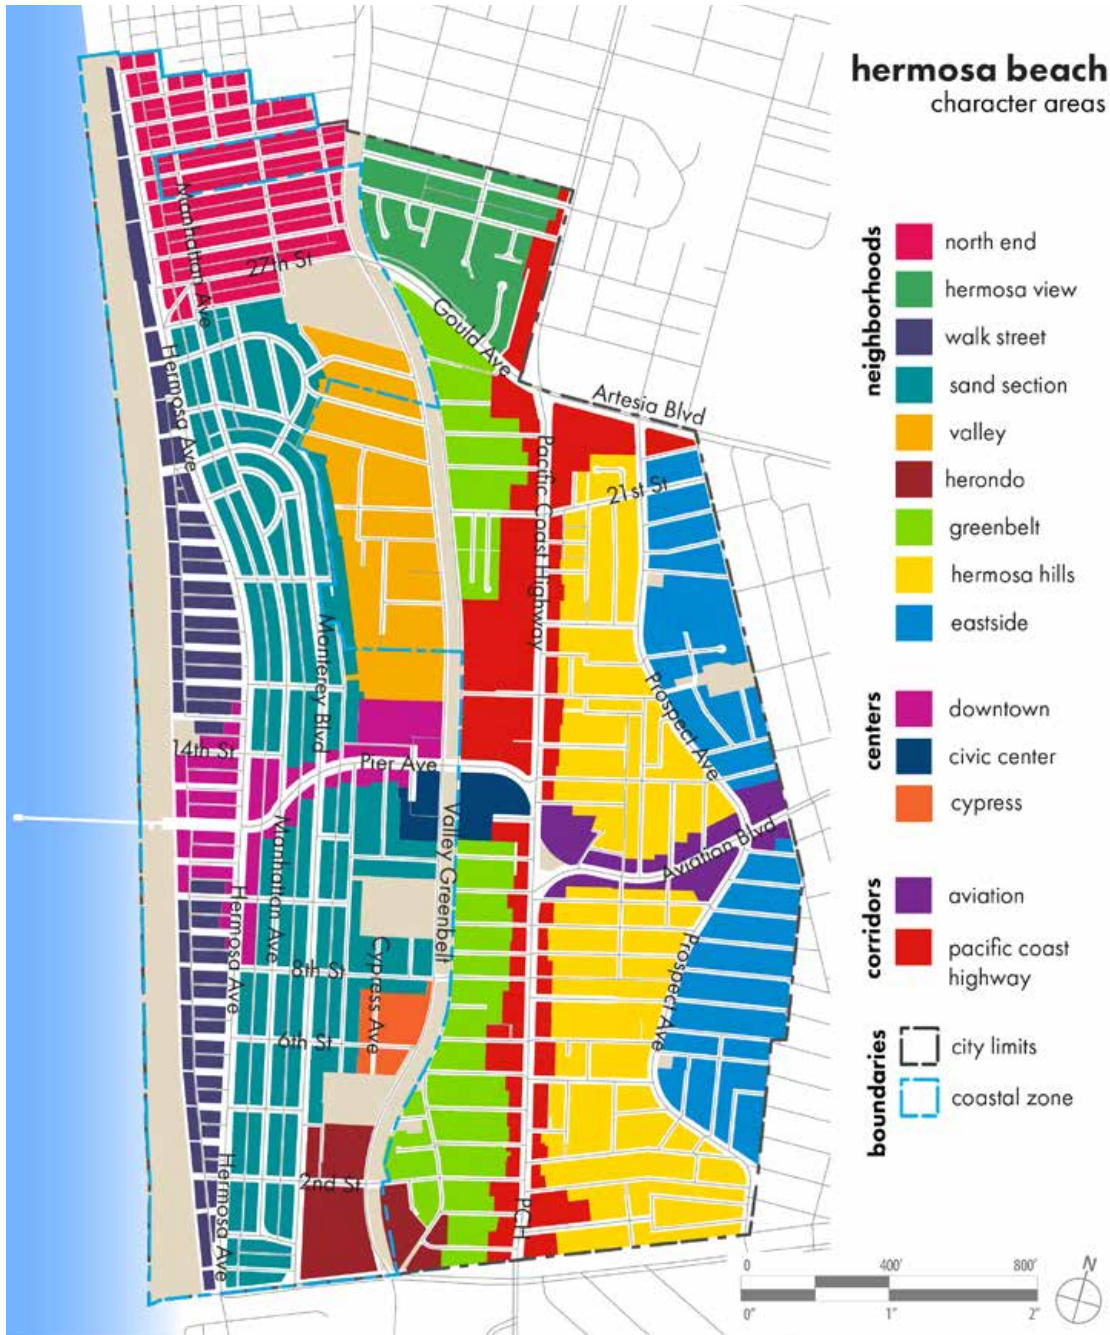 hermosa beach
character areas
neighborhoods
north end
hermosa view
walk street
sand section
valley
herondo
greenbelt
hermosa hills
eastside
centers
downtown
civic center
cypress
corridors
aviation
pacific coast
highway
boundaries
city limits
coastal zone
Manhattan Ave
27th St
Gould Ave
Hermosa Ave
Artesia Blvd
Pacific Coast Highway
21st St
Monterey Blvd
Prospect Ave
14th St
Pier Ave
Valley Greenbelt
Manhattan Ave
Aviation Blvd
Hermosa Ave
Cypress Ave
8th St
Prospect Ave
6th St
2nd St
Hermosa Ave
PCH
0 400' 800'
0" 1" 2"
N